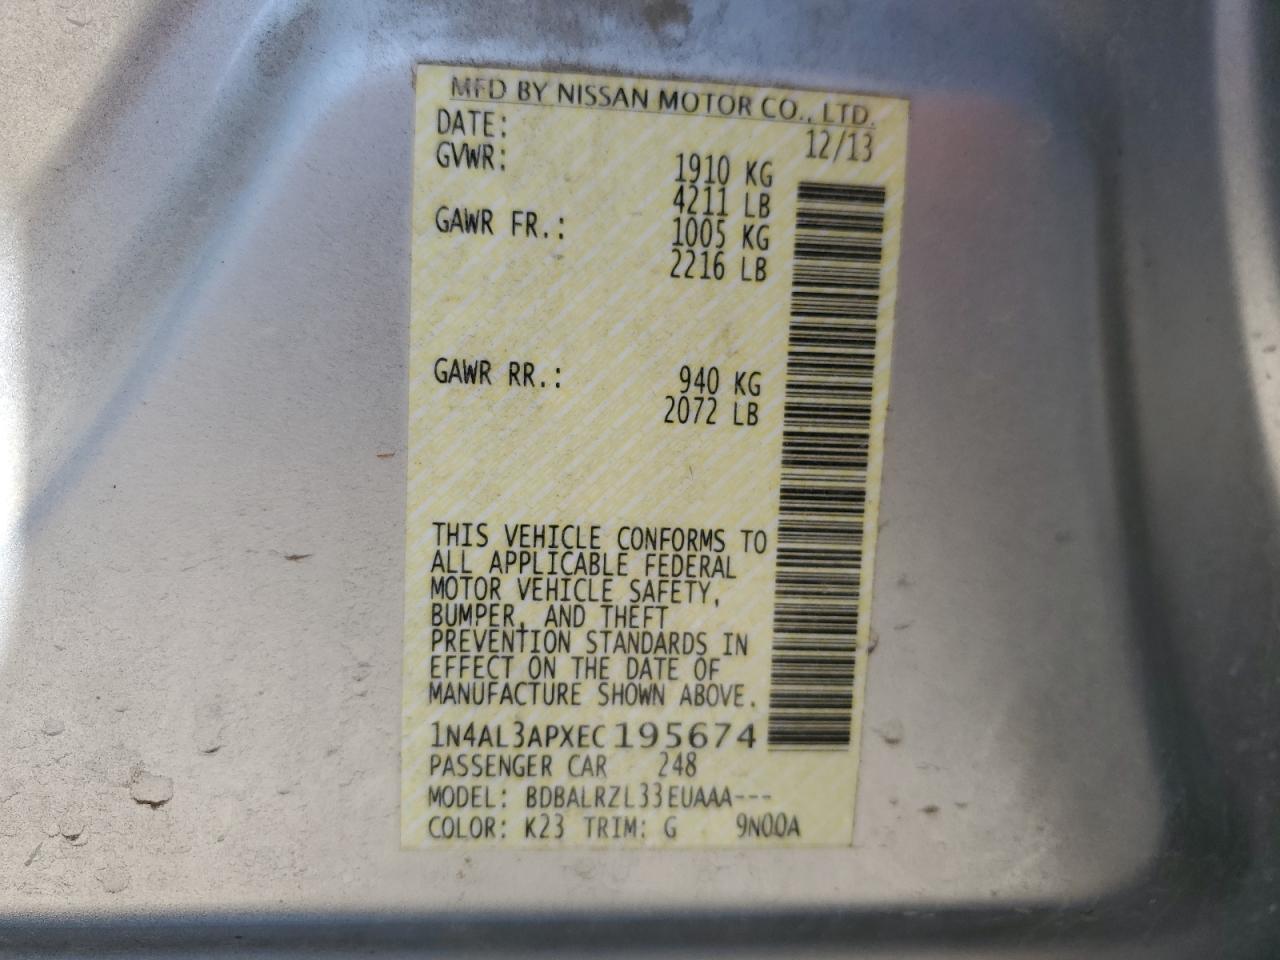 MFD BY NISSAN MOTOR CO., LTD.
DATE: 12/13
GVWR: 1910 KG
4211 LB
GAWR FR.: 1005 KG
2216 LB
GAWR RR.: 940 KG
2072 LB
THIS VEHICLE CONFORMS TO
ALL APPLICABLE FEDERAL
MOTOR VEHICLE SAFETY,
BUMPER, AND THEFT
PREVENTION STANDARDS IN
EFFECT ON THE DATE OF
MANUFACTURE SHOWN ABOVE.
1N4AL3APXEC195674
PASSENGER CAR 248
MODEL: BDBALRZL33EUAAA---
COLOR: K23 TRIM: G 9N00A